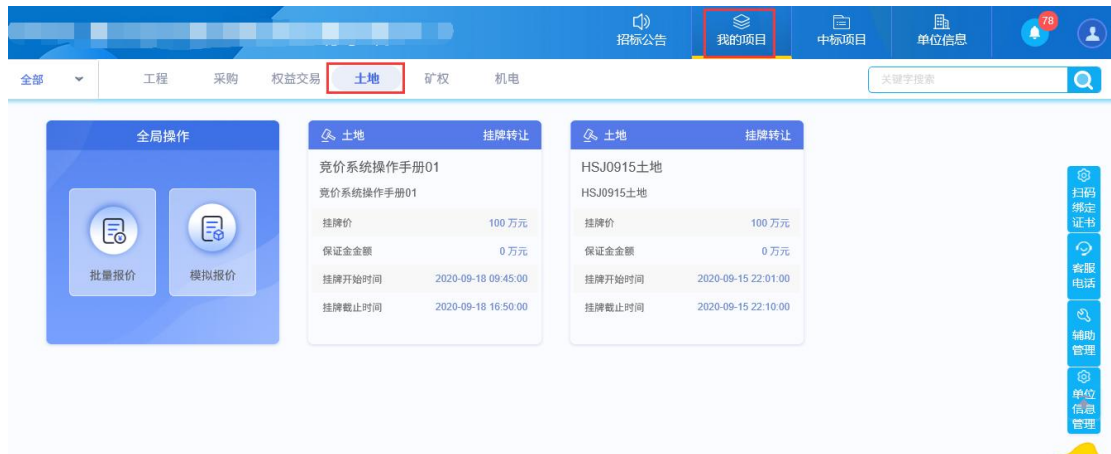 招标公告
我的项目
中标项目
单位信息
78
全部
工程
采购
权益交易
土地
矿权
机电
关键字搜索
全局操作
批量报价
模拟报价
土地 挂牌转让
竞价系统操作手册01
竞价系统操作手册01
挂牌价 100 万元
保证金金额 0 万元
挂牌开始时间 2020-09-18 09:45:00
挂牌截止时间 2020-09-18 16:50:00
土地 挂牌转让
HSJ0915土地
HSJ0915土地
挂牌价 100 万元
保证金金额 0 万元
挂牌开始时间 2020-09-15 22:01:00
挂牌截止时间 2020-09-15 22:10:00
扫码
绑定
证书
客服
电话
辅助
管理
单位
信息
管理